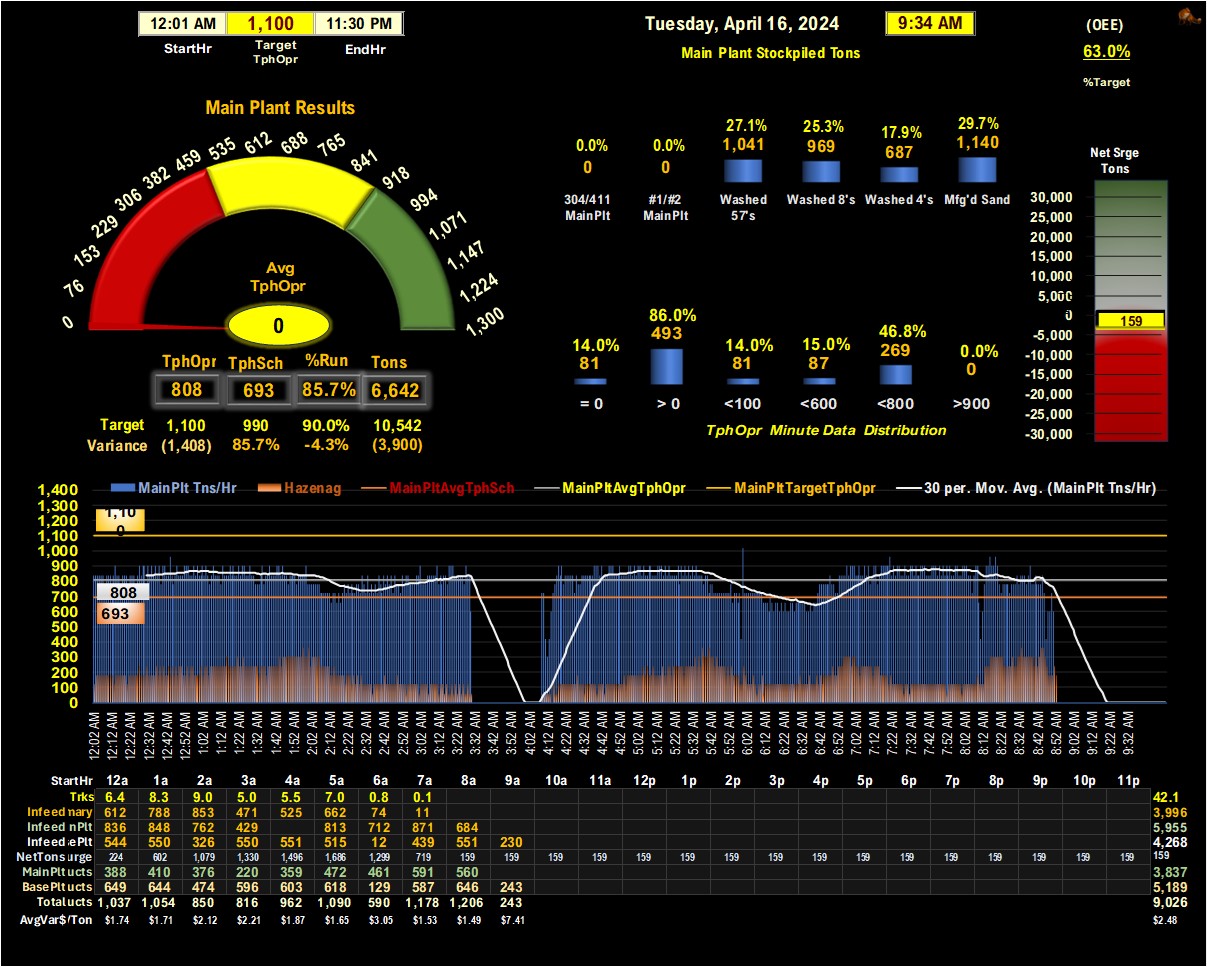 12:01 AM 1,100 11:30 PM
StartHr Target TphOpr EndHr
Tuesday, April 16, 2024 9:34 AM
Main Plant Stockpiled Tons
(OEE)
63.0%
%Target
Main Plant Results
0 76 153 229 306 382 459 535 612 688 765 841 918 994 1,071 1,147 1,224 1,300
Avg
TphOpr
0
TphOpr TphSch %Run Tons
808 693 85.7% 6,642
Target 1,100 990 90.0% 10,542
Variance (1,408) 85.7% -4.3% (3,900)
0.0% 0.0% 27.1% 25.3% 17.9% 29.7%
0 0 1,041 969 687 1,140
304/411 MainPlt #1/#2 MainPlt Washed 57's Washed 8's Washed 4's Mfg'd Sand
14.0% 86.0% 14.0% 15.0% 46.8% 0.0%
81 493 81 87 269 0
= 0 > 0 <100 <600 <800 >900
TphOpr Minute Data Distribution
Net Srge
Tons
30,000
25,000
20,000
15,000
10,000
5,000
0
159
-5,000
-10,000
-15,000
-20,000
-25,000
-30,000
MainPlt Tns/Hr Hazenag MainPltAvgTphSch MainPltAvgTphOpr MainPltTargetTphOpr 30 per. Mov. Avg. (MainPlt Tns/Hr)
1,400
1,300
1,200
1,100
1,000
900
800
700
600
500
400
300
200
100
0
1,100
808
693
12:02 AM 12:12 AM 12:22 AM 12:32 AM 12:42 AM 12:52 AM 1:02 AM 1:12 AM 1:22 AM 1:32 AM 1:42 AM 1:52 AM 2:02 AM 2:12 AM 2:22 AM 2:32 AM 2:42 AM 2:52 AM 3:02 AM 3:12 AM 3:22 AM 3:32 AM 3:42 AM 3:52 AM 4:02 AM 4:12 AM 4:22 AM 4:32 AM 4:42 AM 4:52 AM 5:02 AM 5:12 AM 5:22 AM 5:32 AM 5:42 AM 5:52 AM 6:02 AM 6:12 AM 6:22 AM 6:32 AM 6:42 AM 6:52 AM 7:02 AM 7:12 AM 7:22 AM 7:32 AM 7:42 AM 7:52 AM 8:02 AM 8:12 AM 8:22 AM 8:32 AM 8:42 AM 8:52 AM 9:02 AM 9:12 AM 9:22 AM 9:32 AM
StartHr 12a 1a 2a 3a 4a 5a 6a 7a 8a 9a 10a 11a 12p 1p 2p 3p 4p 5p 6p 7p 8p 9p 10p 11p
Trks 6.4 8.3 9.0 5.0 5.5 7.0 0.8 0.1 42.1
Infeed mary 612 788 853 471 525 662 74 11 3,996
Infeed nPlt 836 848 762 429 813 712 871 684 5,955
Infeed ePlt 544 550 326 550 551 515 12 439 551 230 4,268
NetTons urge 224 602 1,079 1,330 1,496 1,686 1,299 719 159 159 159 159 159 159 159 159 159 159 159 159 159 159 159 159 159
MainPlt ucts 388 410 376 220 359 472 461 591 560 3,837
BasePlt ucts 649 644 474 596 603 618 129 587 646 243 5,189
Total ucts 1,037 1,054 850 816 962 1,090 590 1,178 1,206 243 9,026
AvgVar$/Ton $1.74 $1.71 $2.12 $2.21 $1.87 $1.65 $3.05 $1.53 $1.49 $7.41 $2.48